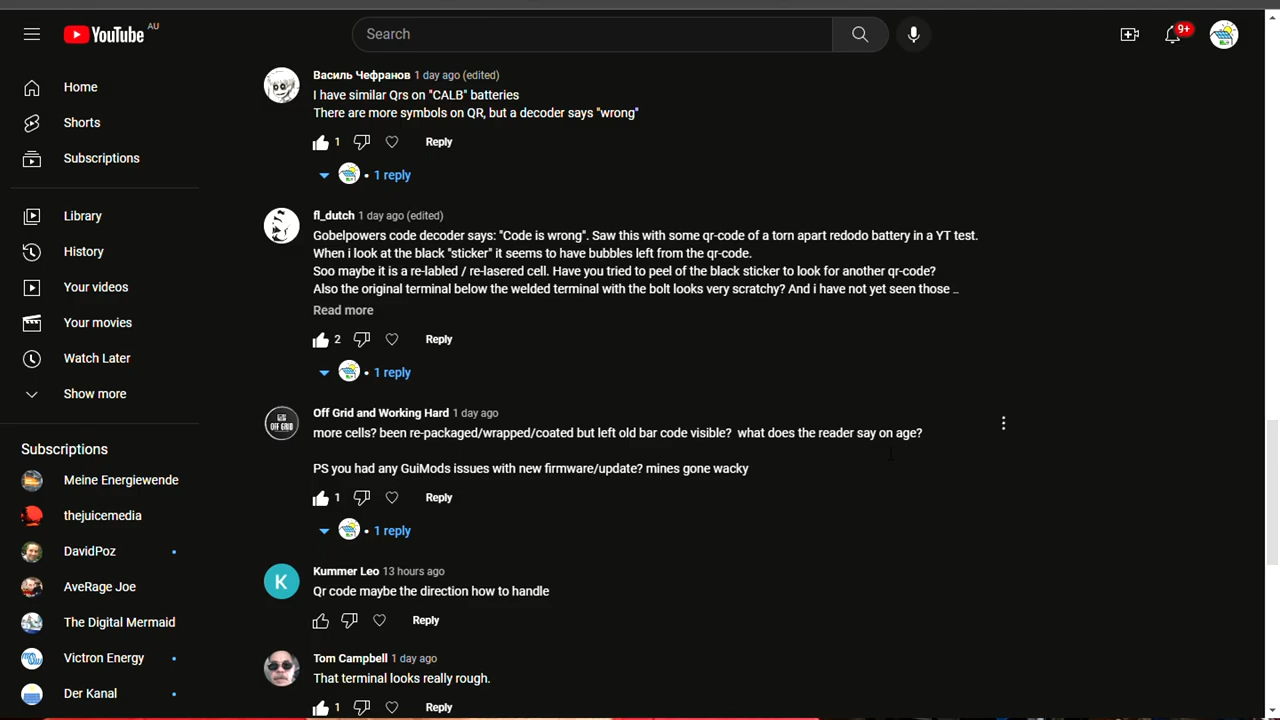 YouTube AU
Search
9+
Home
Shorts
Subscriptions
Library
History
Your videos
Your movies
Watch Later
Show more
Subscriptions
Meine Energiewende
thejuicemedia
DavidPoz
AveRage Joe
The Digital Mermaid
Victron Energy
Der Kanal
Василь Чефранов 1 day ago (edited)
I have similar Qrs on "CALB" batteries
There are more symbols on QR, but a decoder says "wrong"
1 Reply
• 1 reply
fl_dutch 1 day ago (edited)
Gobelpowers code decoder says: "Code is wrong". Saw this with some qr-code of a torn apart redodo battery in a YT test.
When i look at the black "sticker" it seems to have bubbles left from the qr-code.
Soo maybe it is a re-labled / re-lasered cell. Have you tried to peel of the black sticker to look for another qr-code?
Also the original terminal below the welded terminal with the bolt looks very scratchy? And i have not yet seen those ...
Read more
2 Reply
• 1 reply
OFF GRID
Off Grid and Working Hard 1 day ago
more cells? been re-packaged/wrapped/coated but left old bar code visible? what does the reader say on age?
PS you had any GuiMods issues with new firmware/update? mines gone wacky
1 Reply
• 1 reply
K
Kummer Leo 13 hours ago
Qr code maybe the direction how to handle
Reply
Tom Campbell 1 day ago
That terminal looks really rough.
1 Reply